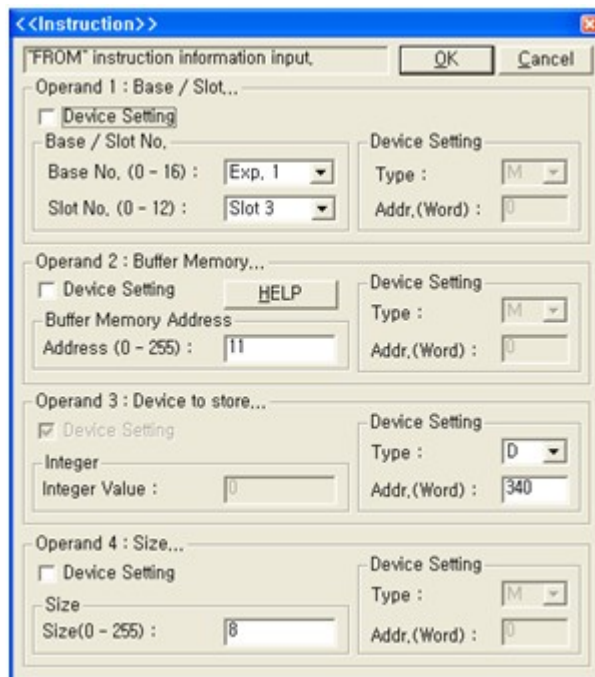 <<Instruction>>
"FROM" instruction information input,
OK
Cancel
Operand 1 : Base / Slot,,,
Device Setting
Base / Slot No,
Base No, (0 - 16) :
Exp, 1
Slot No, (0 - 12) :
Slot 3
Device Setting
Type :
M
Addr,(Word) :
0
Operand 2 : Buffer Memory,,,
Device Setting
HELP
Buffer Memory Address
Address (0 - 255) :
11
Device Setting
Type :
M
Addr,(Word) :
0
Operand 3 : Device to store,,,
Device Setting
Integer
Integer Value :
0
Device Setting
Type :
D
Addr,(Word) :
340
Operand 4 : Size,,,
Device Setting
Size
Size(0 - 255) :
8
Device Setting
Type :
M
Addr,(Word) :
0